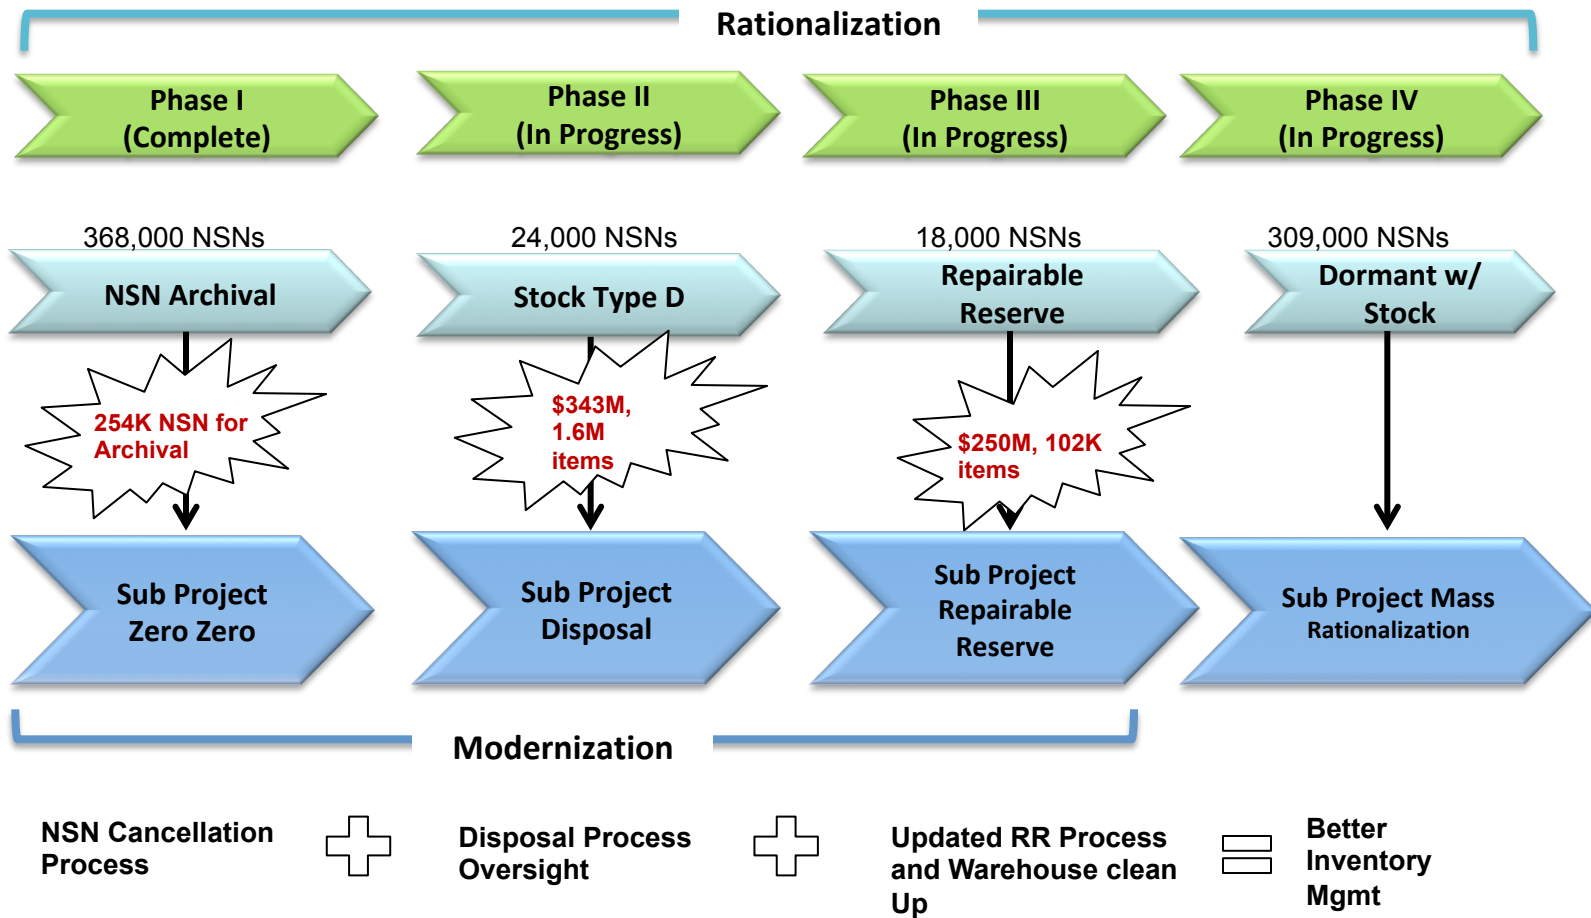 Rationalization
Phase I
(Complete)
Phase II
(In Progress)
Phase III
(In Progress)
Phase IV
(In Progress)
368,000 NSNs
24,000 NSNs
18,000 NSNs
309,000 NSNs
NSN Archival
Stock Type D
Repairable
Reserve
Dormant w/
Stock
254K NSN for
Archival
$343M,
1.6M
items
$250M, 102K
items
Sub Project
Zero Zero
Sub Project
Disposal
Sub Project
Repairable
Reserve
Sub Project Mass
Rationalization
Modernization
NSN Cancellation
Process
Disposal Process
Oversight
Updated RR Process
and Warehouse clean
Up
Better
Inventory
Mgmt